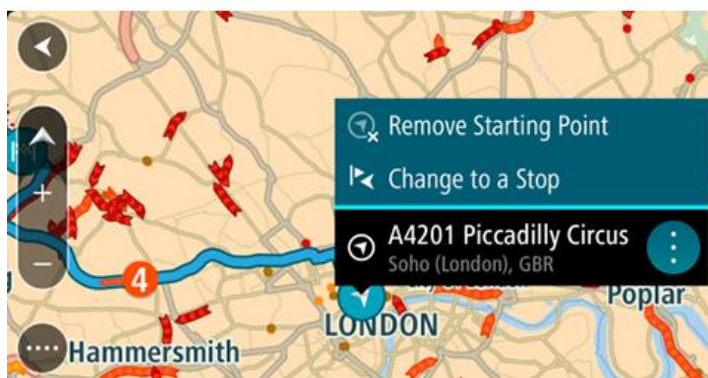 Remove Starting Point
Change to a Stop
A4201 Piccadilly Circus
Soho (London), GBR
4
Poplar
LONDON
Hammersmith